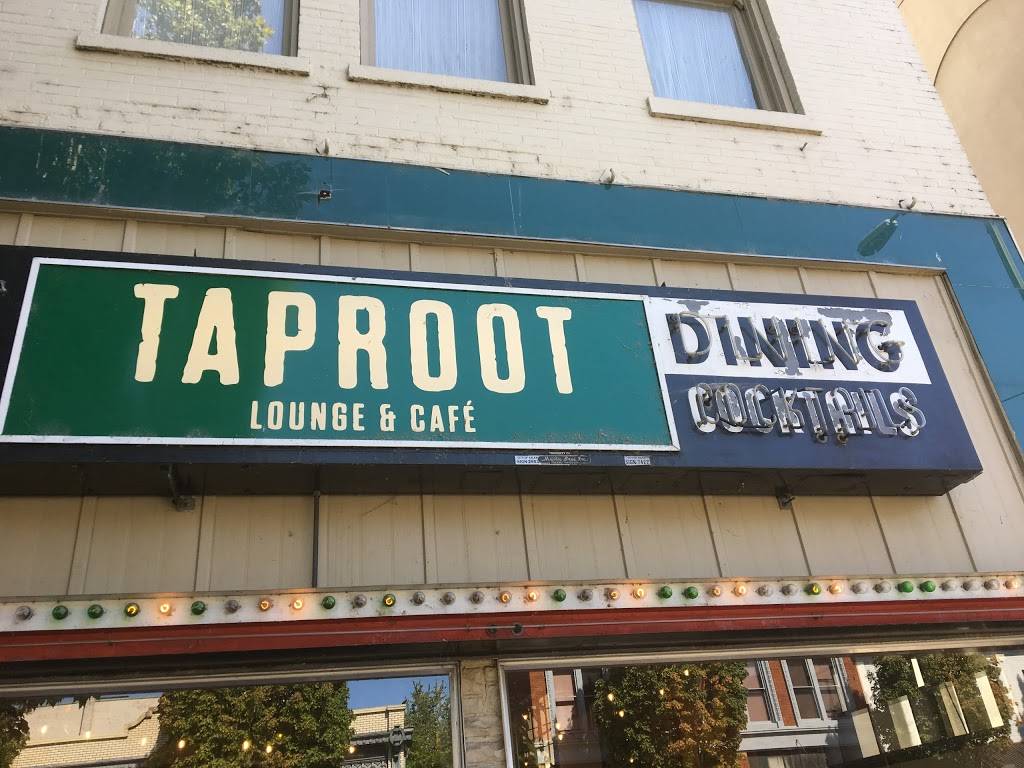 TAPROOT
LOUNGE & CAFÉ
DINING
COCKTAILS